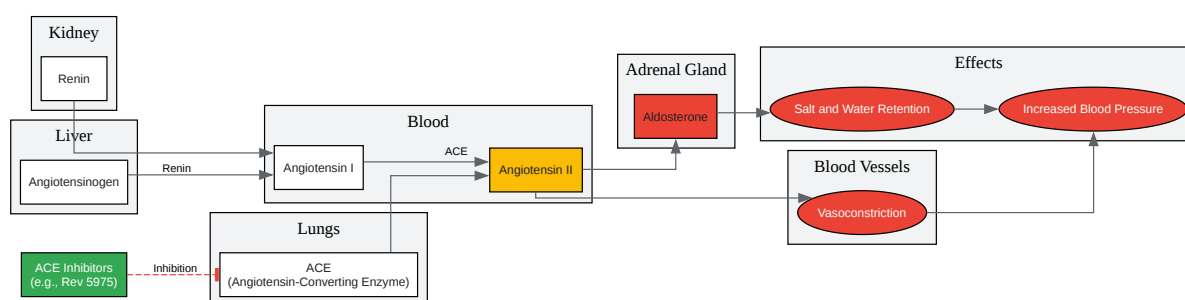 Kidney
Renin
Liver
Angiotensinogen
Renin
Blood
Angiotensin I
ACE
Angiotensin II
Lungs
ACE
(Angiotensin-Converting Enzyme)
ACE Inhibitors
(e.g., Rev 5975)
Inhibition
Adrenal Gland
Aldosterone
Effects
Salt and Water Retention
Increased Blood Pressure
Blood Vessels
Vasoconstriction